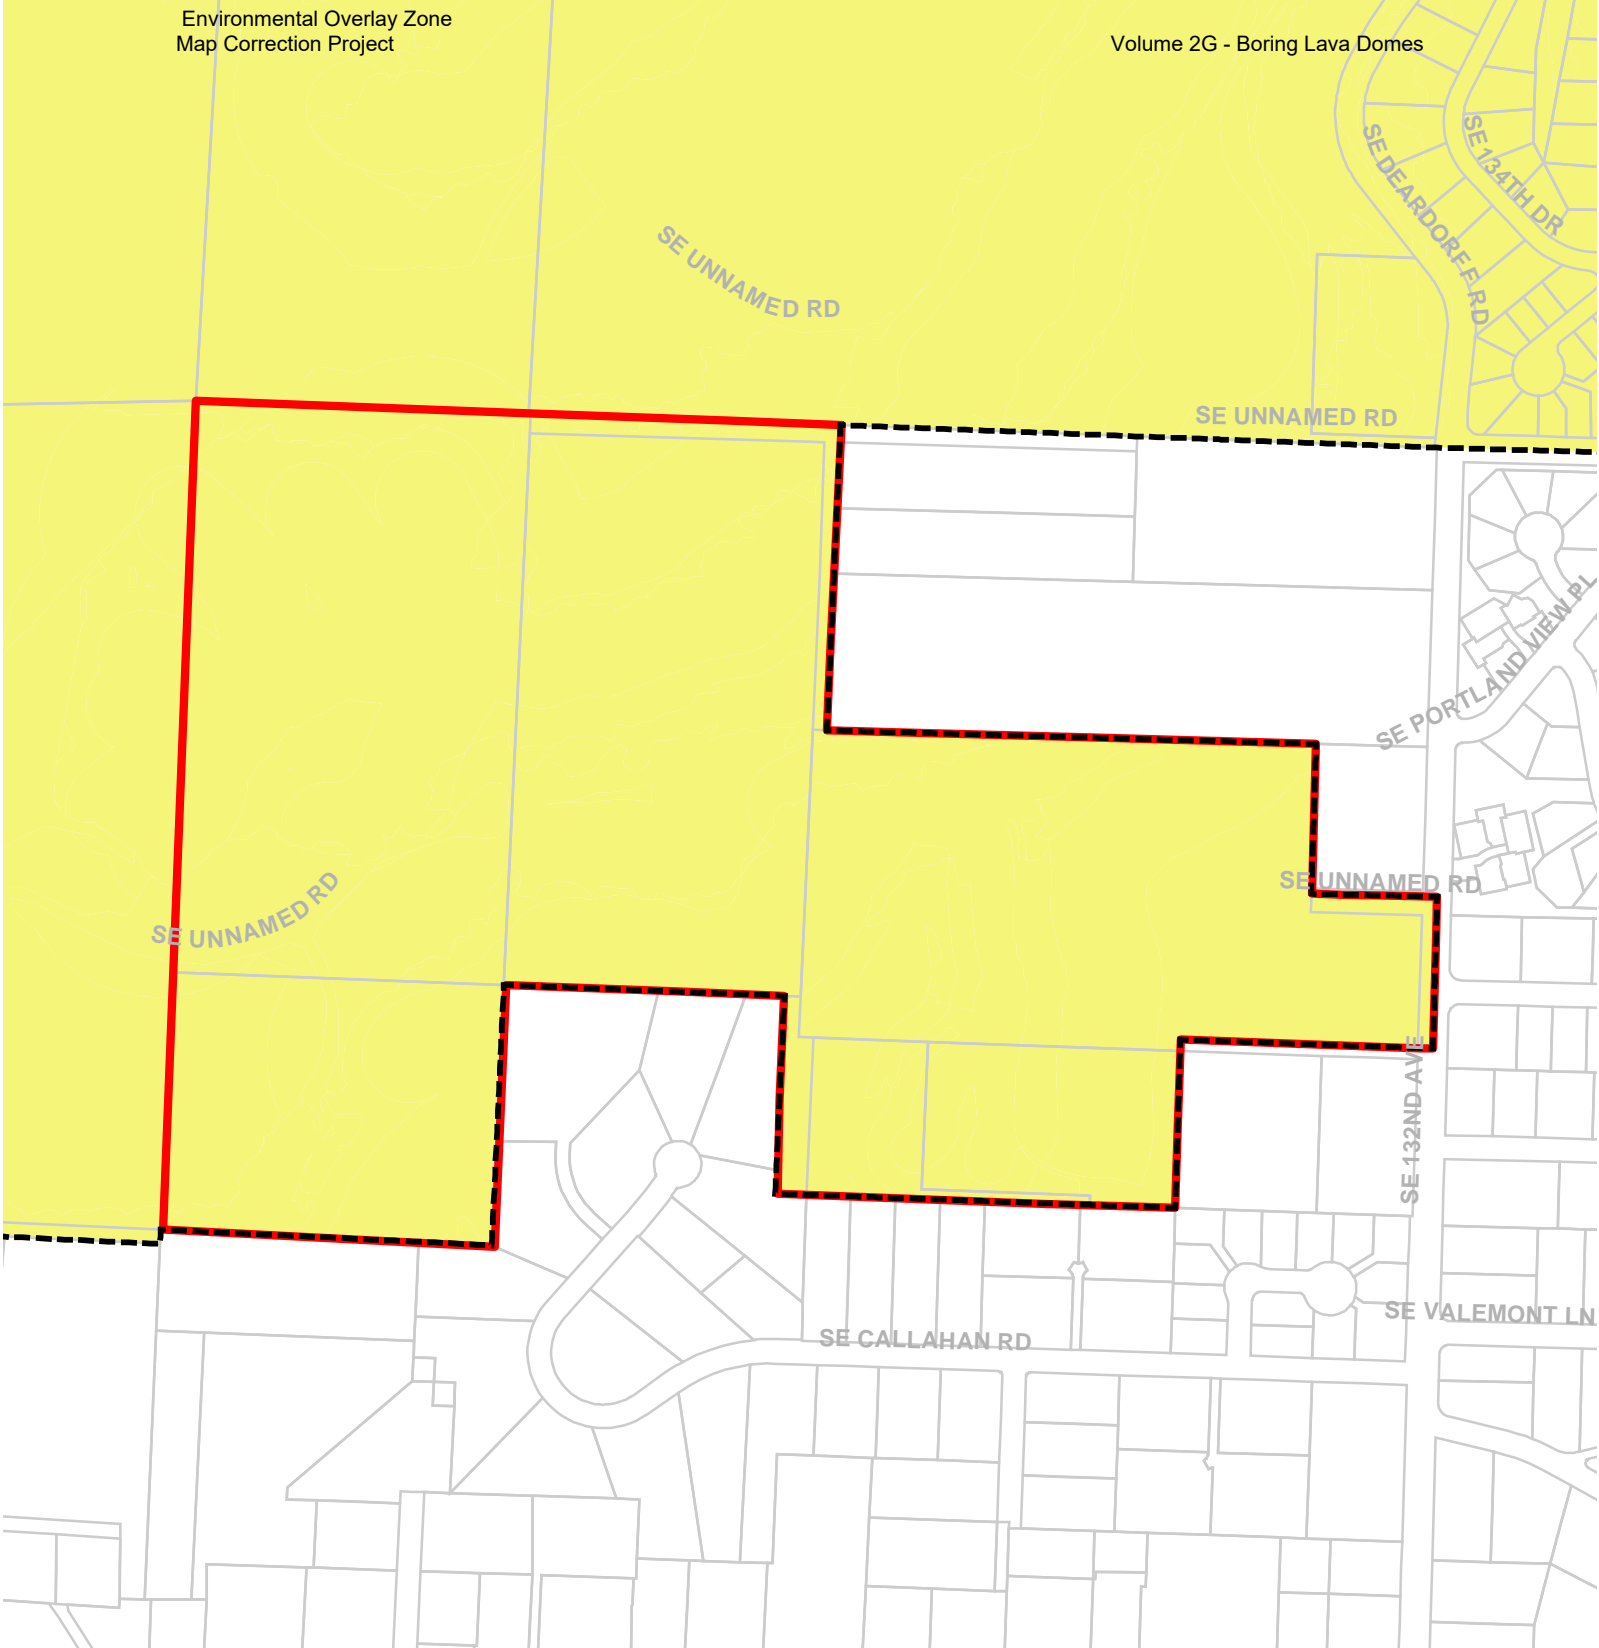 Environmental Overlay Zone
Map Correction Project
Volume 2G - Boring Lava Domes
SE DEARDORFF RD
SE 134TH DR
SE UNNAMED RD
SE UNNAMED RD
SE PORTLAND VIEW PL
SE UNNAMED RD
SE UNNAMED RD
SE 132ND AVE
SE VALEMONT LN
SE CALLAHAN RD